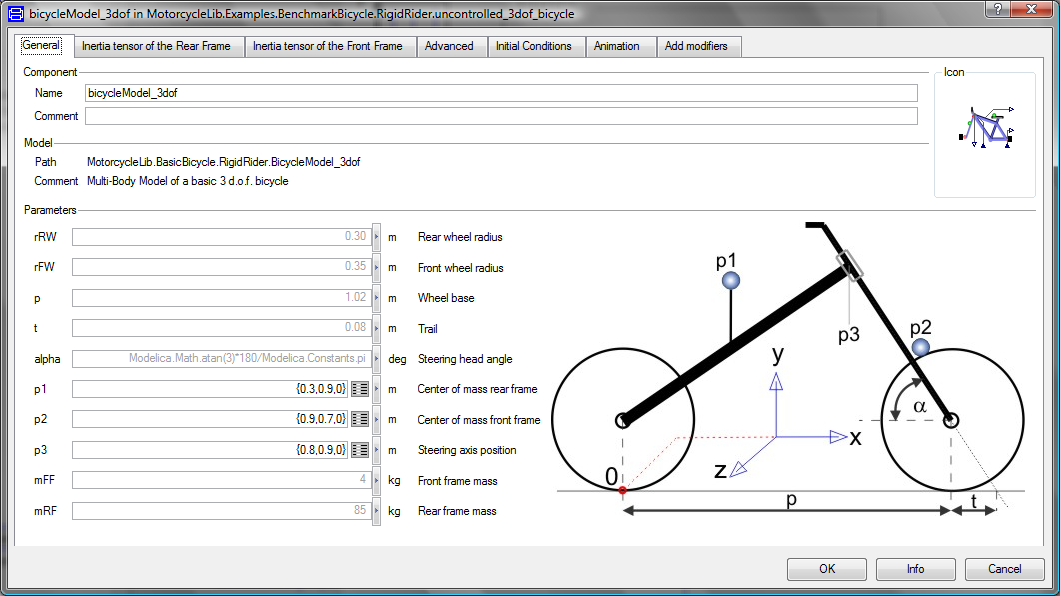 bicycleModel_3dof in MotorcycleLib.Examples.BenchmarkBicycle.RigidRider.uncontrolled_3dof_bicycle
?
General Inertia tensor of the Rear Frame Inertia tensor of the Front Frame Advanced Initial Conditions Animation Add modifiers
Component
Icon
Name bicycleModel_3dof
Comment
Model
Path MotorcycleLib.BasicBicycle.RigidRider.BicycleModel_3dof
Comment Multi-Body Model of a basic 3 d.o.f. bicycle
Parameters
rRW 0.30 m Rear wheel radius
rFW 0.35 m Front wheel radius
p 1.02 m Wheel base
t 0.08 m Trail
alpha Modelica.Math.atan(3)*180/Modelica.Constants.pi deg Steering head angle
p1 {0.3,0.9,0} m Center of mass rear frame
p2 {0.9,0.7,0} m Center of mass front frame
p3 {0.8,0.9,0} m Steering axis position
mFF 4 kg Front frame mass
mRF 85 kg Rear frame mass
p1
p2
p3
y
α
x
z
0
p
t
OK Info Cancel